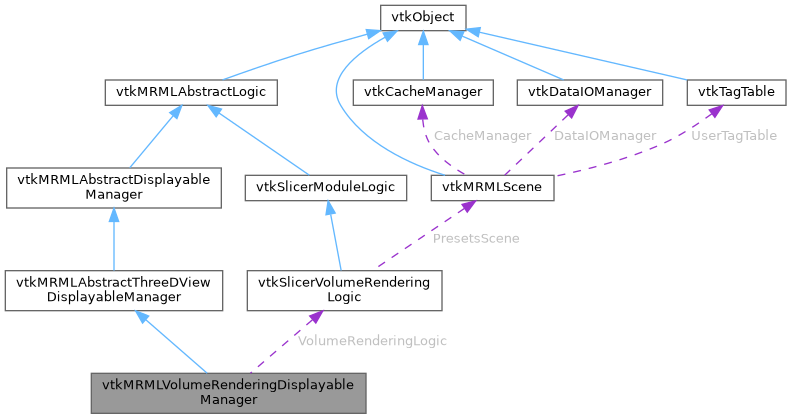 vtkObject
vtkMRMLAbstractLogic
vtkCacheManager
vtkDataIOManager
vtkTagTable
CacheManager
DataIOManager
UserTagTable
vtkMRMLAbstractDisplayable
Manager
vtkSlicerModuleLogic
vtkMRMLScene
PresetsScene
vtkMRMLAbstractThreeDView
DisplayableManager
vtkSlicerVolumeRendering
Logic
VolumeRenderingLogic
vtkMRMLVolumeRenderingDisplayable
Manager